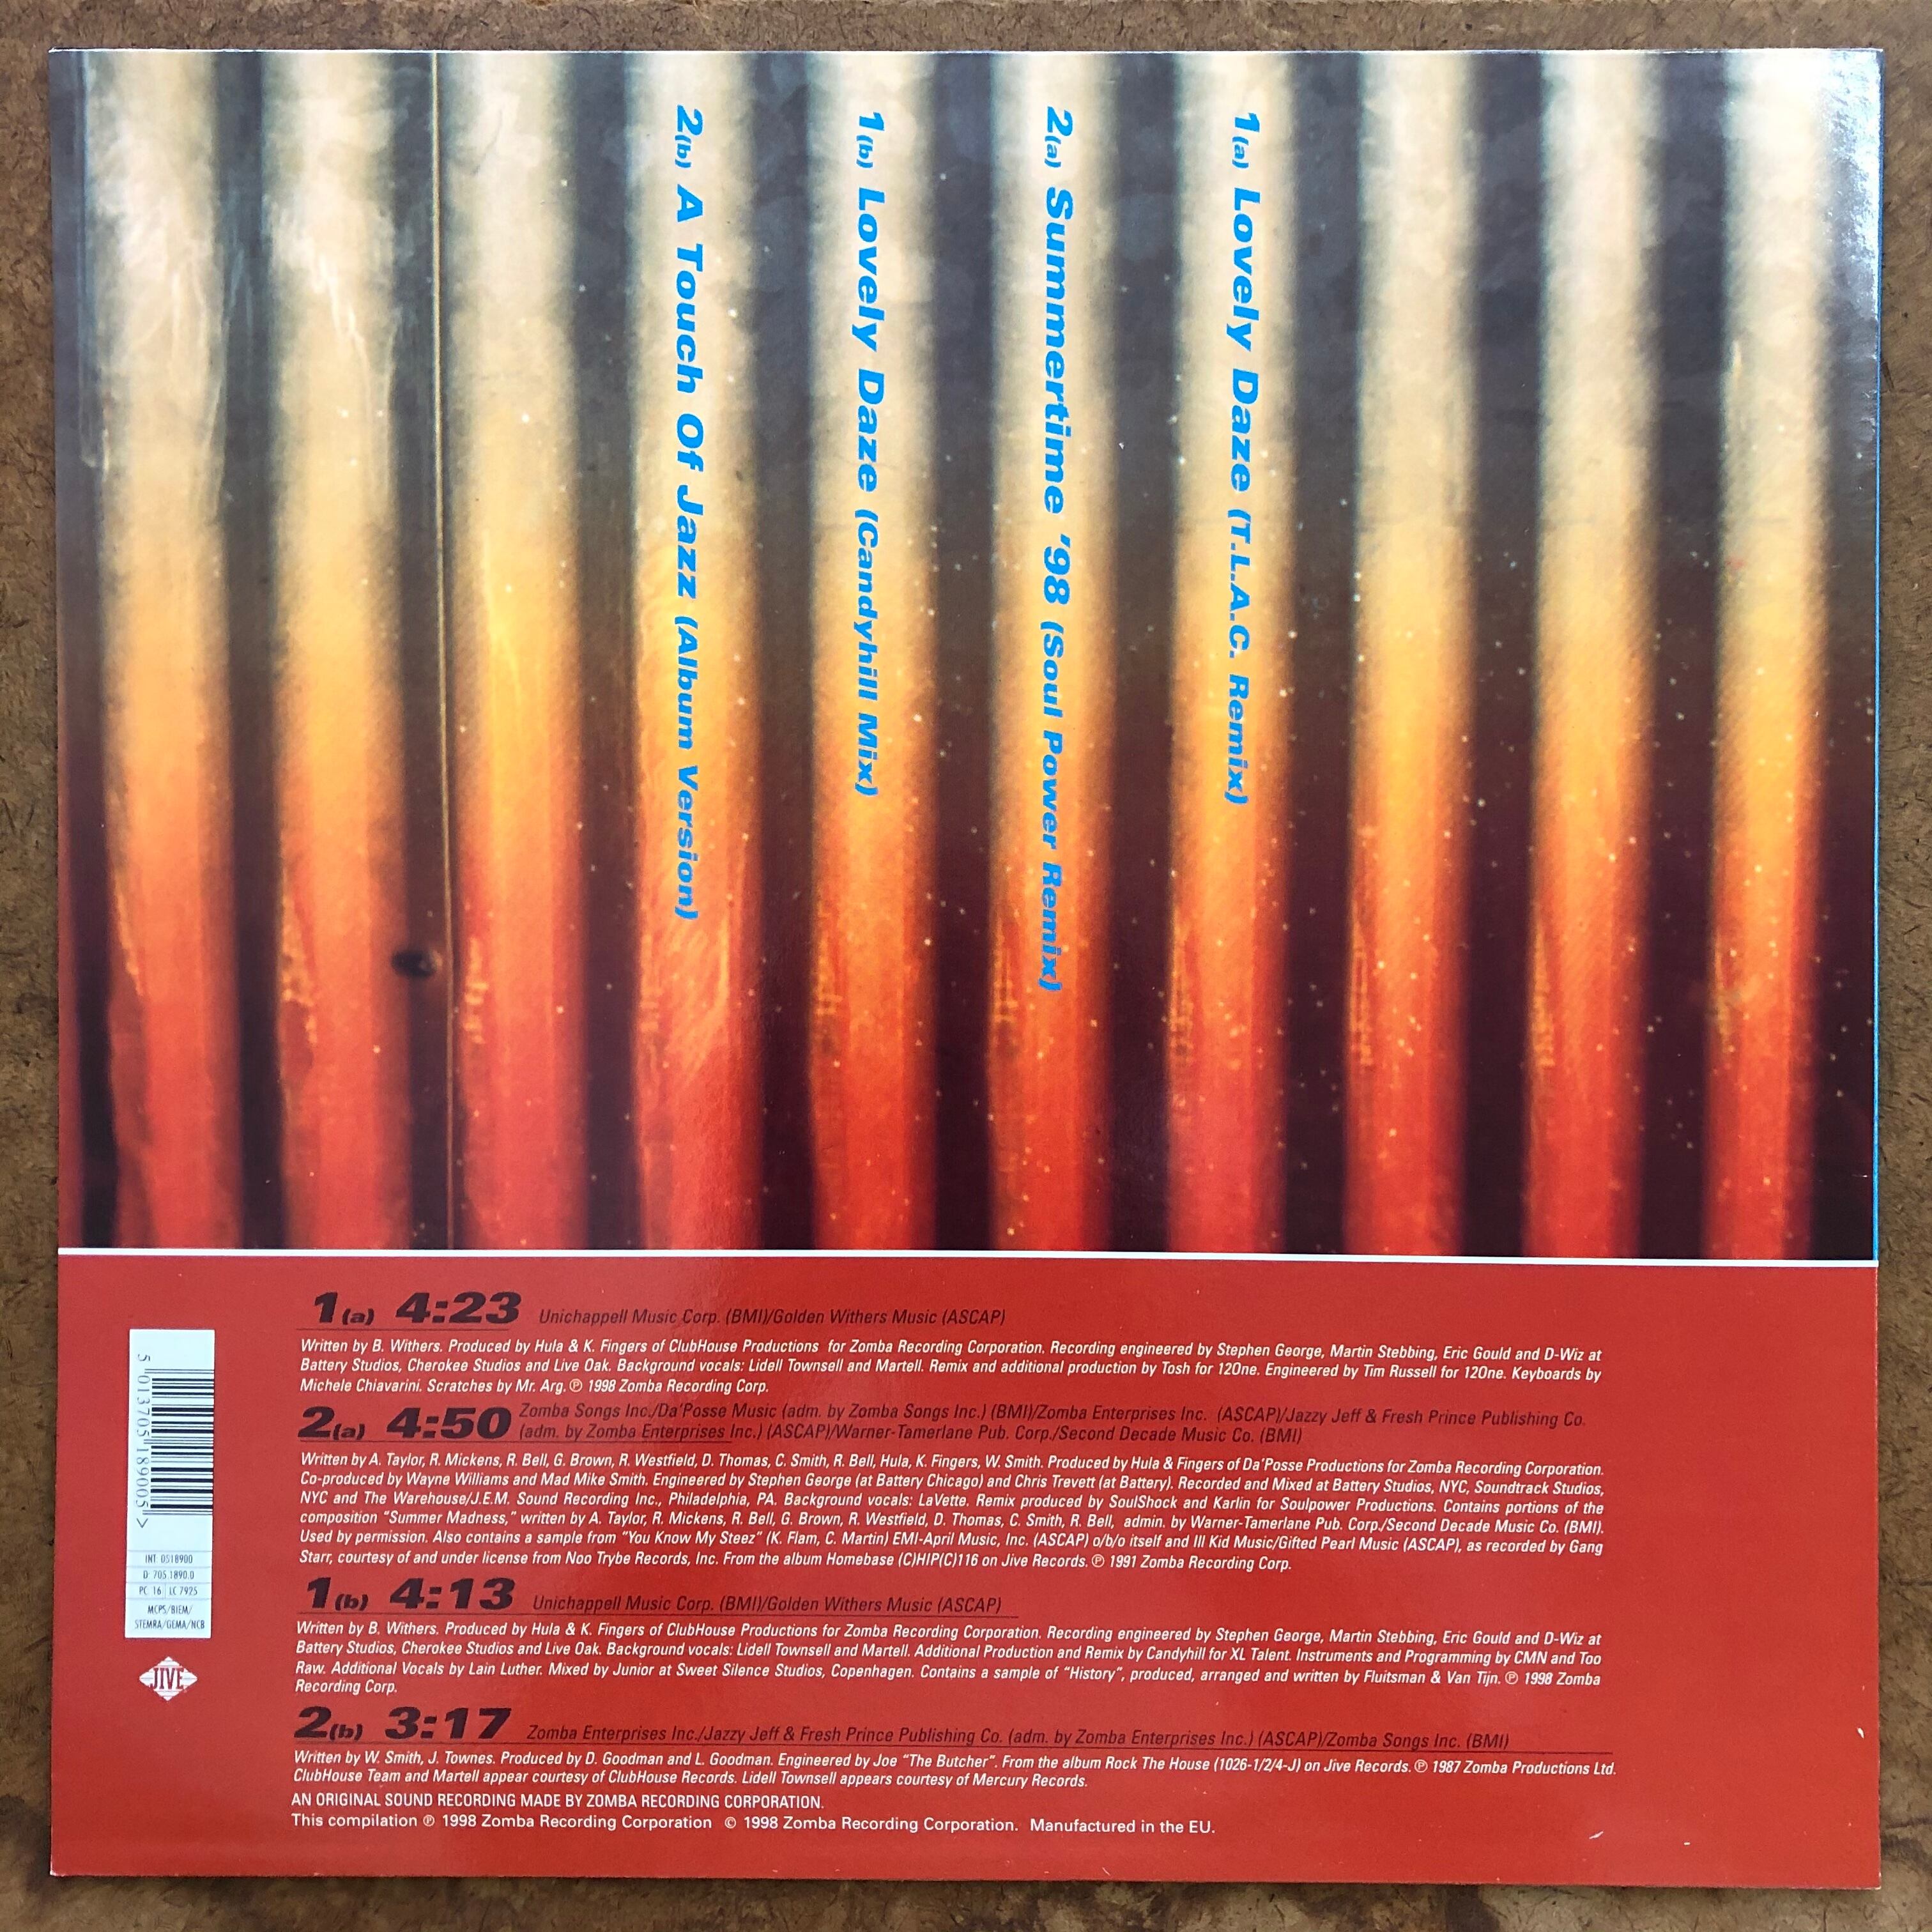 1(a) Lovely Daze (T.L.A.C. Remix)
2(a) Summertime '98 (Soul Power Remix)
1(b) Lovely Daze (Candyhill Mix)
2(b) A Touch Of Jazz (Album Version)
1(a) 4:23 Unichappell Music Corp. (BMI)/Golden Withers Music (ASCAP)
Written by B. Withers. Produced by Hula & K. Fingers of ClubHouse Productions for Zomba Recording Corporation. Recording engineered by Stephen George, Martin Stebbing, Eric Gould and D-Wiz at
Battery Studios, Cherokee Studios and Live Oak. Background vocals: Lidell Townsell and Martell. Remix and additional production by Tosh for 12One. Engineered by Tim Russell for 12One. Keyboards by
Michele Chiavarini. Scratches by Mr. Arg. ℗ 1998 Zomba Recording Corp.
2(a) 4:50 Zomba Songs Inc./Da'Posse Music (adm. by Zomba Songs Inc.) (BMI)/Zomba Enterprises Inc. (ASCAP)/Jazzy Jeff & Fresh Prince Publishing Co.
(adm. by Zomba Enterprises Inc.) (ASCAP)/Warner-Tamerlane Pub. Corp./Second Decade Music Co. (BMI)
Written by A. Taylor, R. Mickens, R. Bell, G. Brown, R. Westfield, D. Thomas, C. Smith, R. Bell, Hula, K. Fingers, W. Smith. Produced by Hula & Fingers of Da'Posse Productions for Zomba Recording Corporation.
Co-produced by Wayne Williams and Mad Mike Smith. Engineered by Stephen George (at Battery Chicago) and Chris Trevett (at Battery). Recorded and Mixed at Battery Studios, NYC, Soundtrack Studios,
NYC and The Warehouse/J.E.M. Sound Recording Inc., Philadelphia, PA. Background vocals: LaVette. Remix produced by SoulShock and Karlin for Soulpower Productions. Contains portions of the
composition "Summer Madness," written by A. Taylor, R. Mickens, R. Bell, G. Brown, R. Westfield, D. Thomas, C. Smith, R. Bell, admin. by Warner-Tamerlane Pub. Corp./Second Decade Music Co. (BMI).
Used by permission. Also contains a sample from "You Know My Steez" (K. Flam, C. Martin) EMI-April Music, Inc. (ASCAP) o/b/o itself and Ill Kid Music/Gifted Pearl Music (ASCAP), as recorded by Gang
Starr, courtesy of and under license from Noo Trybe Records, Inc. From the album Homebase (C)HIP(C)116 on Jive Records. ℗ 1991 Zomba Recording Corp.
1(b) 4:13 Unichappell Music Corp. (BMI)/Golden Withers Music (ASCAP)
Written by B. Withers. Produced by Hula & K. Fingers of ClubHouse Productions for Zomba Recording Corporation. Recording engineered by Stephen George, Martin Stebbing, Eric Gould and D-Wiz at
Battery Studios, Cherokee Studios and Live Oak. Background vocals: Lidell Townsell and Martell. Additional Production and Remix by Candyhill for XL Talent. Instruments and Programming by CMN and Too
Raw. Additional Vocals by Lain Luther. Mixed by Junior at Sweet Silence Studios, Copenhagen. Contains a sample of "History", produced, arranged and written by Fluitsman & Van Tijn. ℗ 1998 Zomba
Recording Corp.
2(b) 3:17 Zomba Enterprises Inc./Jazzy Jeff & Fresh Prince Publishing Co. (adm. by Zomba Enterprises Inc.) (ASCAP)/Zomba Songs Inc. (BMI)
Written by W. Smith, J. Townes. Produced by D. Goodman and L. Goodman. Engineered by Joe "The Butcher". From the album Rock The House (1026-1/2/4-J) on Jive Records. ℗ 1987 Zomba Productions Ltd.
ClubHouse Team and Martell appear courtesy of ClubHouse Records. Lidell Townsell appears courtesy of Mercury Records.
AN ORIGINAL SOUND RECORDING MADE BY ZOMBA RECORDING CORPORATION.
This compilation ℗ 1998 Zomba Recording Corporation © 1998 Zomba Recording Corporation. Manufactured in the EU.
5 013705 189005 >
INT 0518900
D: 705.1890.0
PC 16 LC 7925
MCPS/BIEM/
STEMRA/GEMA/NCB
JIVE